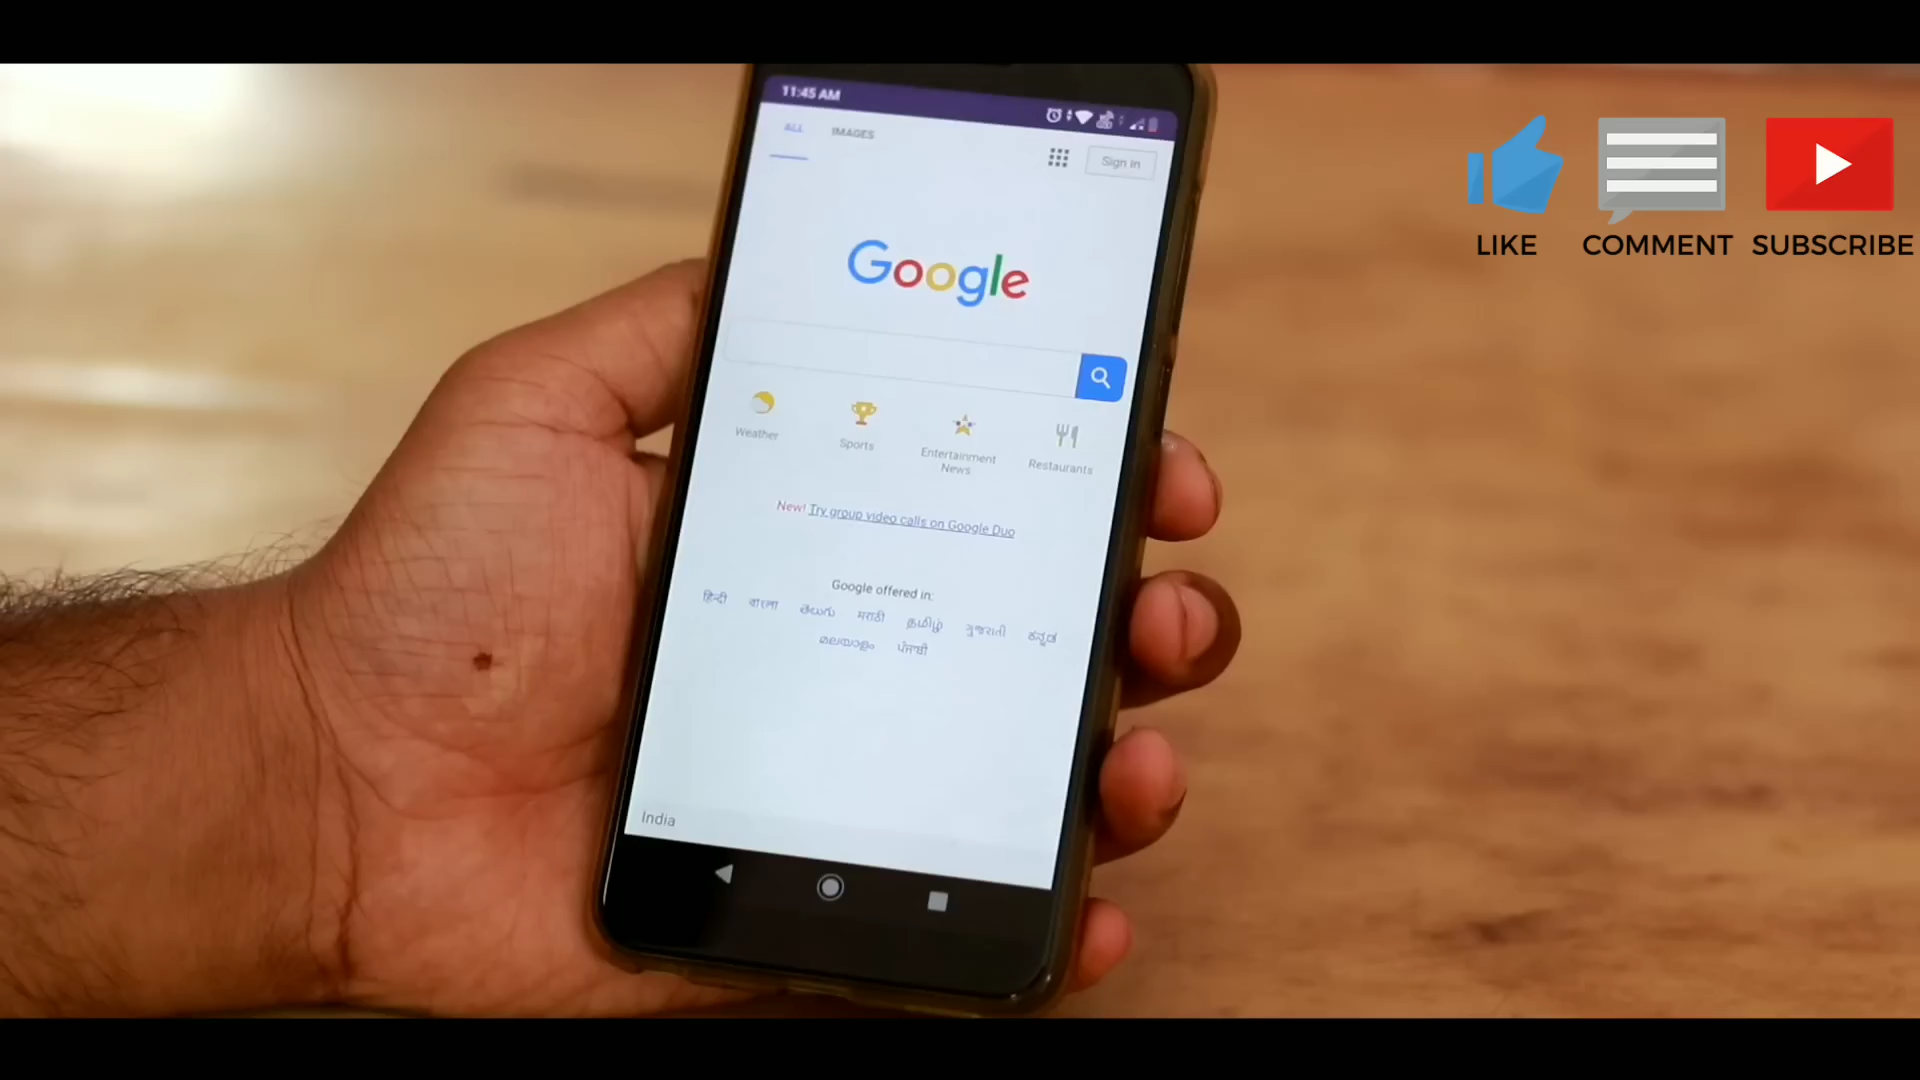 11:45 AM
ALL IMAGES
Sign in
Google
Weather Sports Entertainment News Restaurants
New! Try group video calls on Google Duo
Google offered in:
हिन्दी বাংলা తెలుగు मराठी தமிழ் ગુજરાતી ಕನ್ನಡ
മലയാളം ਪੰਜਾਬੀ
India
LIKE COMMENT SUBSCRIBE